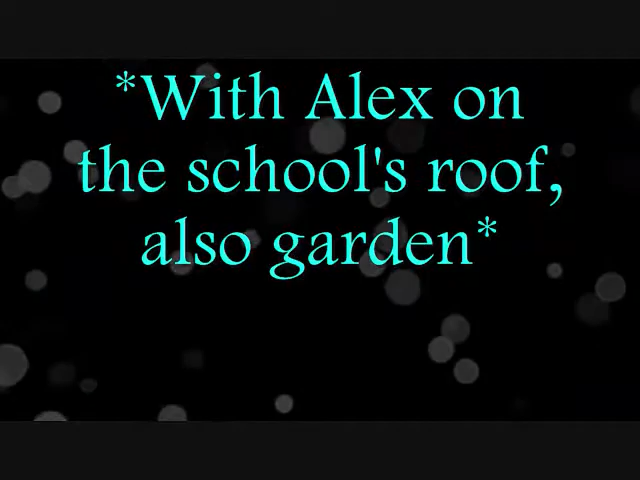 *With Alex on
the school's roof,
also garden*